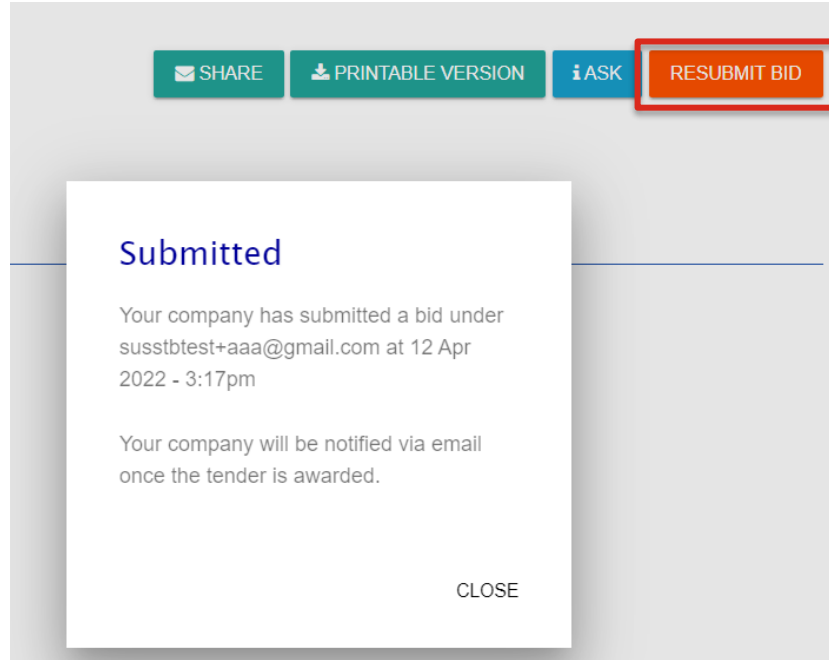 SHARE PRINTABLE VERSION i ASK RESUBMIT BID
Submitted
Your company has submitted a bid under
susstbtest+aaa@gmail.com at 12 Apr
2022 - 3:17pm
Your company will be notified via email
once the tender is awarded.
CLOSE